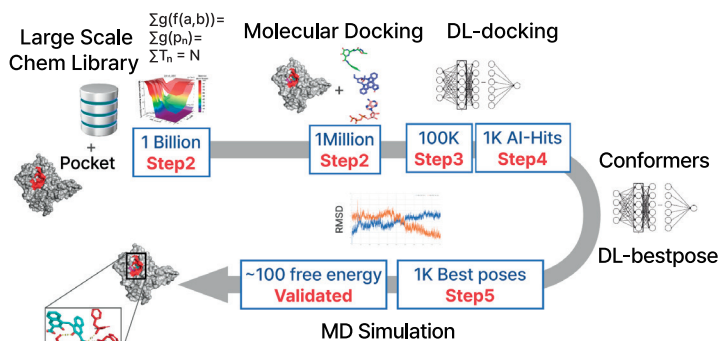 Large Scale
Chem Library
∑g(f(a,b))=
∑g(pₙ)=
∑Tₙ = N
Molecular Docking
DL-docking
+
Pocket
+
1 Billion
Step2
1Million
Step2
100K
Step3
1K AI-Hits
Step4
Conformers
DL-bestpose
RMSD
~100 free energy
Validated
1K Best poses
Step5
MD Simulation